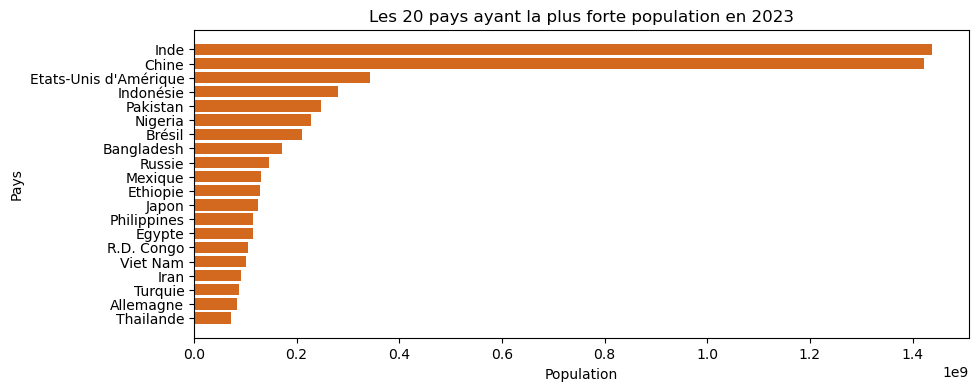 Les 20 pays ayant la plus forte population en 2023
Pays
Inde
Chine
Etats-Unis d'Amérique
Indonésie
Pakistan
Nigeria
Brésil
Bangladesh
Russie
Mexique
Ethiopie
Japon
Philippines
Egypte
R.D. Congo
Viet Nam
Iran
Turquie
Allemagne
Thailande
0.0 0.2 0.4 0.6 0.8 1.0 1.2 1.4
1e9
Population